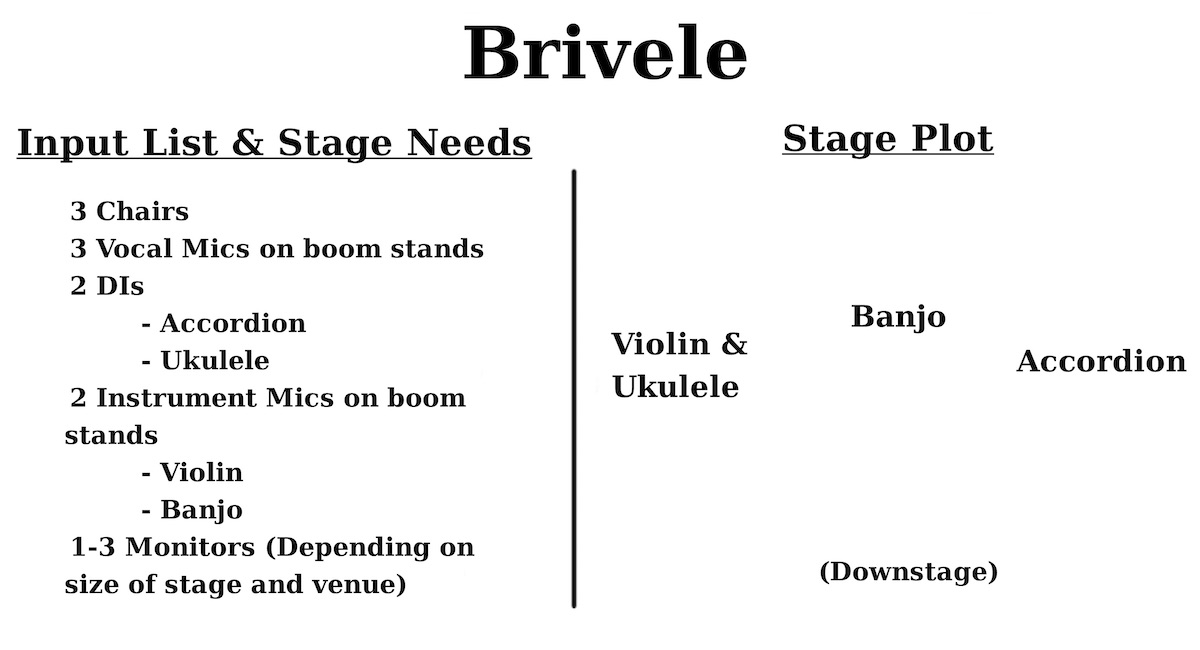 Brivele
Input List & Stage Needs
3 Chairs
3 Vocal Mics on boom stands
2 DIs
- Accordion
- Ukulele
2 Instrument Mics on boom
stands
- Violin
- Banjo
1-3 Monitors (Depending on
size of stage and venue)
Stage Plot
Banjo
Violin &
Ukulele
Accordion
(Downstage)